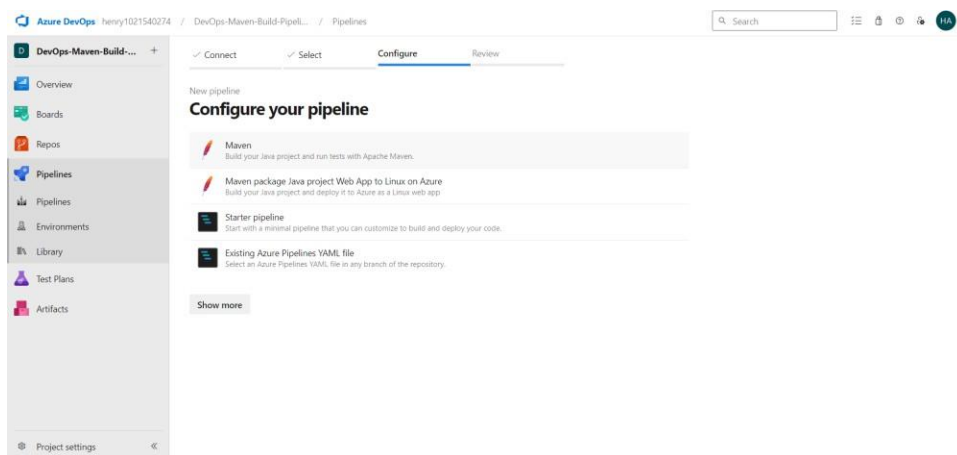 Azure DevOps henry1021540274 / DevOps-Maven-Build-Pipeli... / Pipelines
Search
HA
D DevOps-Maven-Build-... +
Connect
Select
Configure
Review
Overview
Boards
Repos
Pipelines
Pipelines
Environments
Library
Test Plans
Artifacts
New pipeline
Configure your pipeline
Maven
Build your Java project and run tests with Apache Maven.
Maven package Java project Web App to Linux on Azure
Build your Java project and deploy it to Azure as a Linux web app
Starter pipeline
Start with a minimal pipeline that you can customize to build and deploy your code.
Existing Azure Pipelines YAML file
Select an Azure Pipelines YAML file in any branch of the repository.
Show more
Project settings